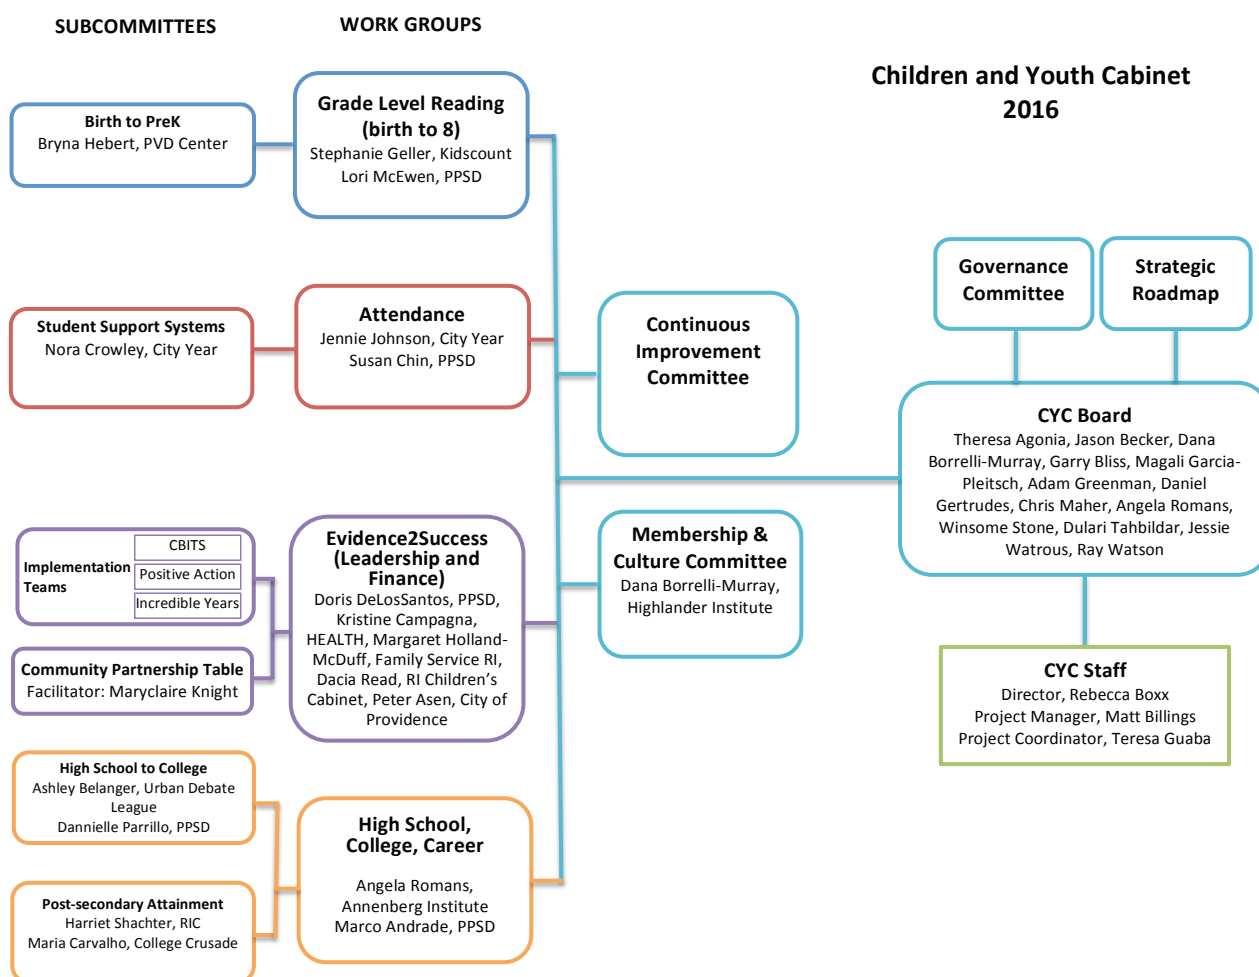 SUBCOMMITTEES
WORK GROUPS
Children and Youth Cabinet
2016
Birth to PreK
Bryna Hebert, PVD Center
Grade Level Reading
(birth to 8)
Stephanie Geller, Kidscount
Lori McEwen, PPSD
Student Support Systems
Nora Crowley, City Year
Attendance
Jennie Johnson, City Year
Susan Chin, PPSD
Implementation
Teams
CBITS
Positive Action
Incredible Years
Community Partnership Table
Facilitator: Maryclaire Knight
Evidence2Success
(Leadership and
Finance)
Doris DeLosSantos, PPSD,
Kristine Campagna,
HEALTH, Margaret Holland-
McDuff, Family Service RI,
Dacia Read, RI Children’s
Cabinet, Peter Asen, City of
Providence
High School to College
Ashley Belanger, Urban Debate
League
Dannielle Parrillo, PPSD
Post-secondary Attainment
Harriet Shachter, RIC
Maria Carvalho, College Crusade
High School,
College, Career
Angela Romans,
Annenberg Institute
Marco Andrade, PPSD
Continuous
Improvement
Committee
Membership &
Culture Committee
Dana Borrelli-Murray,
Highlander Institute
Governance
Committee
Strategic
Roadmap
CYC Board
Theresa Agonia, Jason Becker, Dana
Borrelli-Murray, Garry Bliss, Magali Garcia-
Pleitsch, Adam Greenman, Daniel
Gertrudes, Chris Maher, Angela Romans,
Winsome Stone, Dulari Tahbildar, Jessie
Watrous, Ray Watson
CYC Staff
Director, Rebecca Boxx
Project Manager, Matt Billings
Project Coordinator, Teresa Guaba